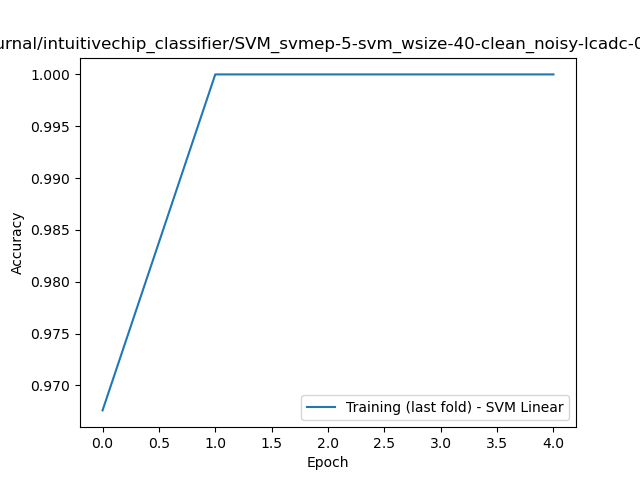 urnal/intuitivechip_classifier/SVM_svmep-5-svm_wsize-40-clean_noisy-lcadc-0
1.000
0.995
0.990
0.985
0.980
0.975
0.970
Accuracy
Training (last fold) - SVM Linear
0.0 0.5 1.0 1.5 2.0 2.5 3.0 3.5 4.0
Epoch